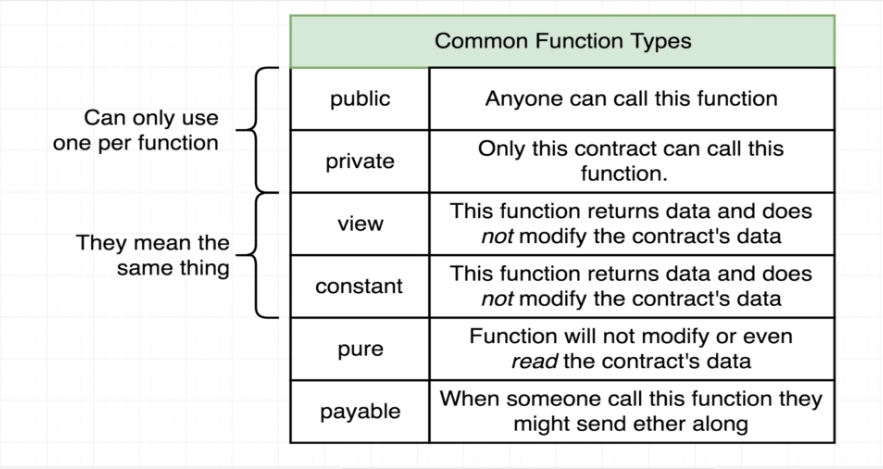 Common Function Types
Can only use
one per function
public
Anyone can call this function
private
Only this contract can call this
function.
They mean the
same thing
view
This function returns data and does
not modify the contract's data
constant
This function returns data and does
not modify the contract's data
pure
Function will not modify or even
read the contract's data
payable
When someone call this function they
might send ether along